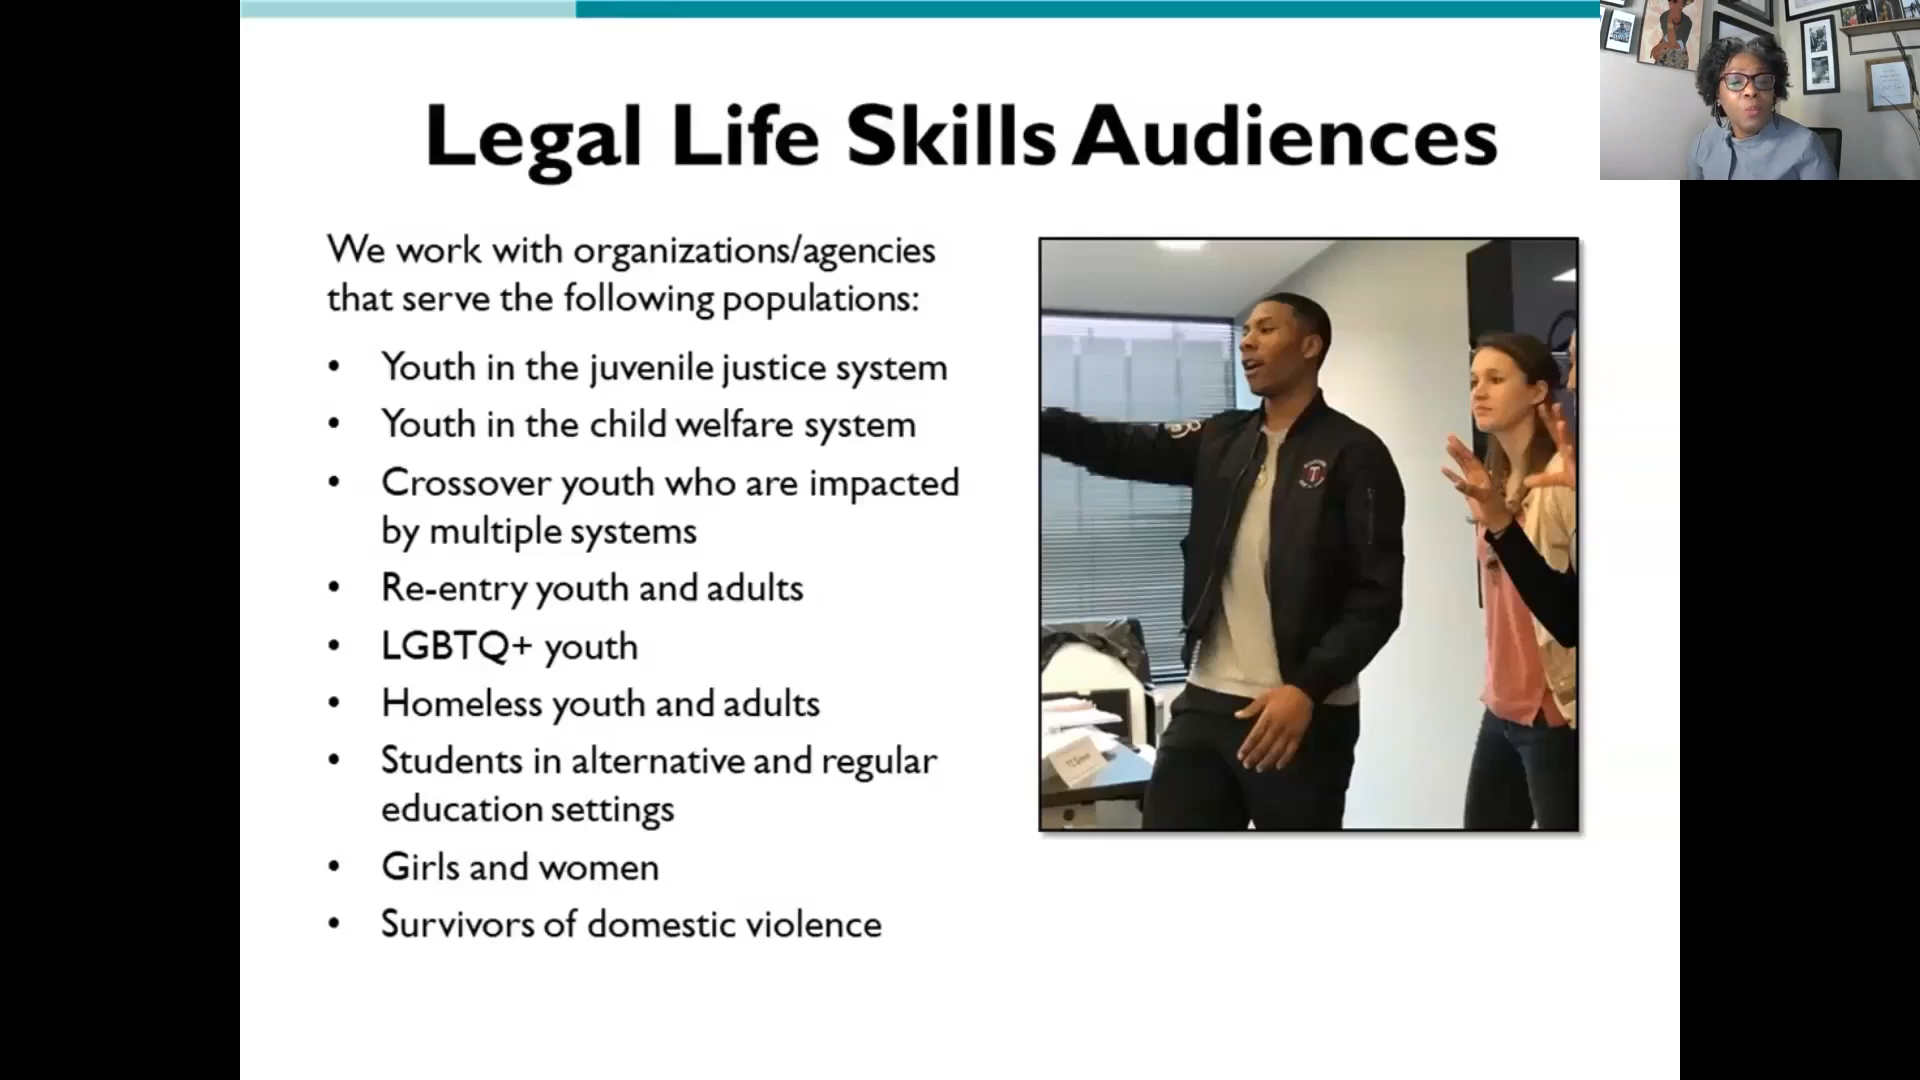 Legal Life Skills Audiences
We work with organizations/agencies
that serve the following populations:
• Youth in the juvenile justice system
• Youth in the child welfare system
• Crossover youth who are impacted
by multiple systems
• Re-entry youth and adults
• LGBTQ+ youth
• Homeless youth and adults
• Students in alternative and regular
education settings
• Girls and women
• Survivors of domestic violence